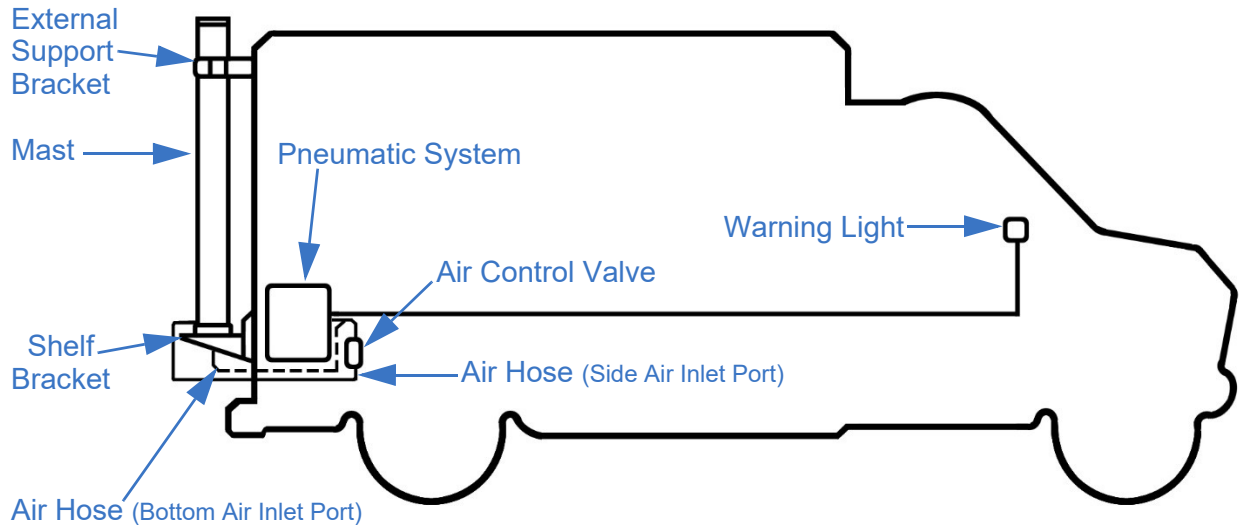 External
Support
Bracket
Mast
Pneumatic System
Warning Light
Air Control Valve
Shelf
Bracket
Air Hose (Side Air Inlet Port)
Air Hose (Bottom Air Inlet Port)